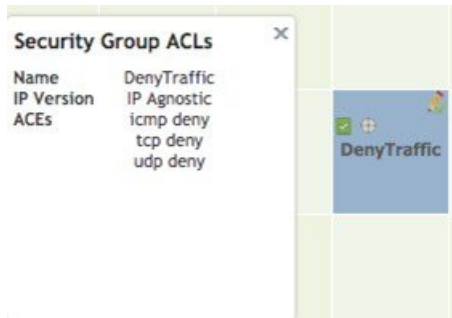 Security Group ACLs
Name DenyTraffic
IP Version IP Agnostic
ACEs icmp deny
tcp deny
udp deny
DenyTraffic